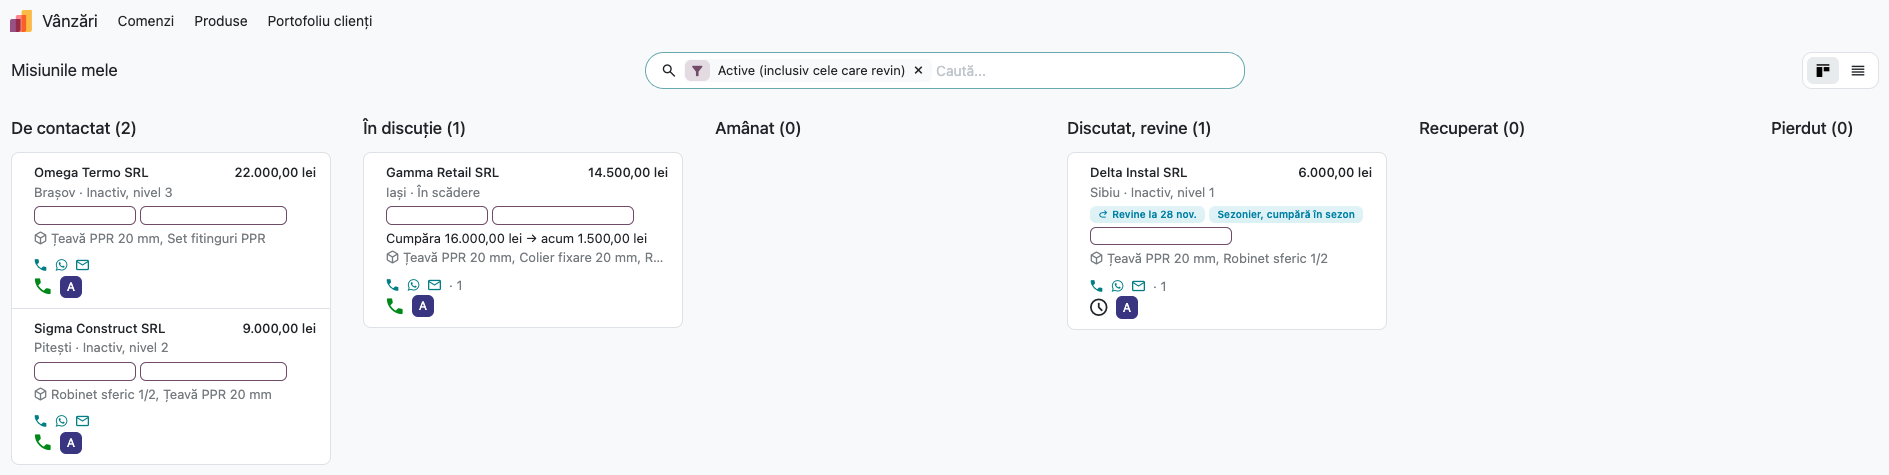 Vânzări Comenzi Produse Portofoliu clienți
Misiunile mele
Active (inclusiv cele care revin) × Caută...
De contactat (2)
Omega Termo SRL 22.000,00 lei
Brașov · Inactiv, nivel 3
Țeavă PPR 20 mm, Set fitinguri PPR
A
Sigma Construct SRL 9.000,00 lei
Pitești · Inactiv, nivel 2
Robinet sferic 1/2, Țeavă PPR 20 mm
A
În discuție (1)
Gamma Retail SRL 14.500,00 lei
Iași · În scădere
Cumpăra 16.000,00 lei → acum 1.500,00 lei
Țeavă PPR 20 mm, Colier fixare 20 mm, R...
· 1
A
Amânat (0)
Discutat, revine (1)
Delta Instal SRL 6.000,00 lei
Sibiu · Inactiv, nivel 1
Revine la 28 nov. Sezonier, cumpără în sezon
Țeavă PPR 20 mm, Robinet sferic 1/2
· 1
A
Recuperat (0)
Pierdut (0)